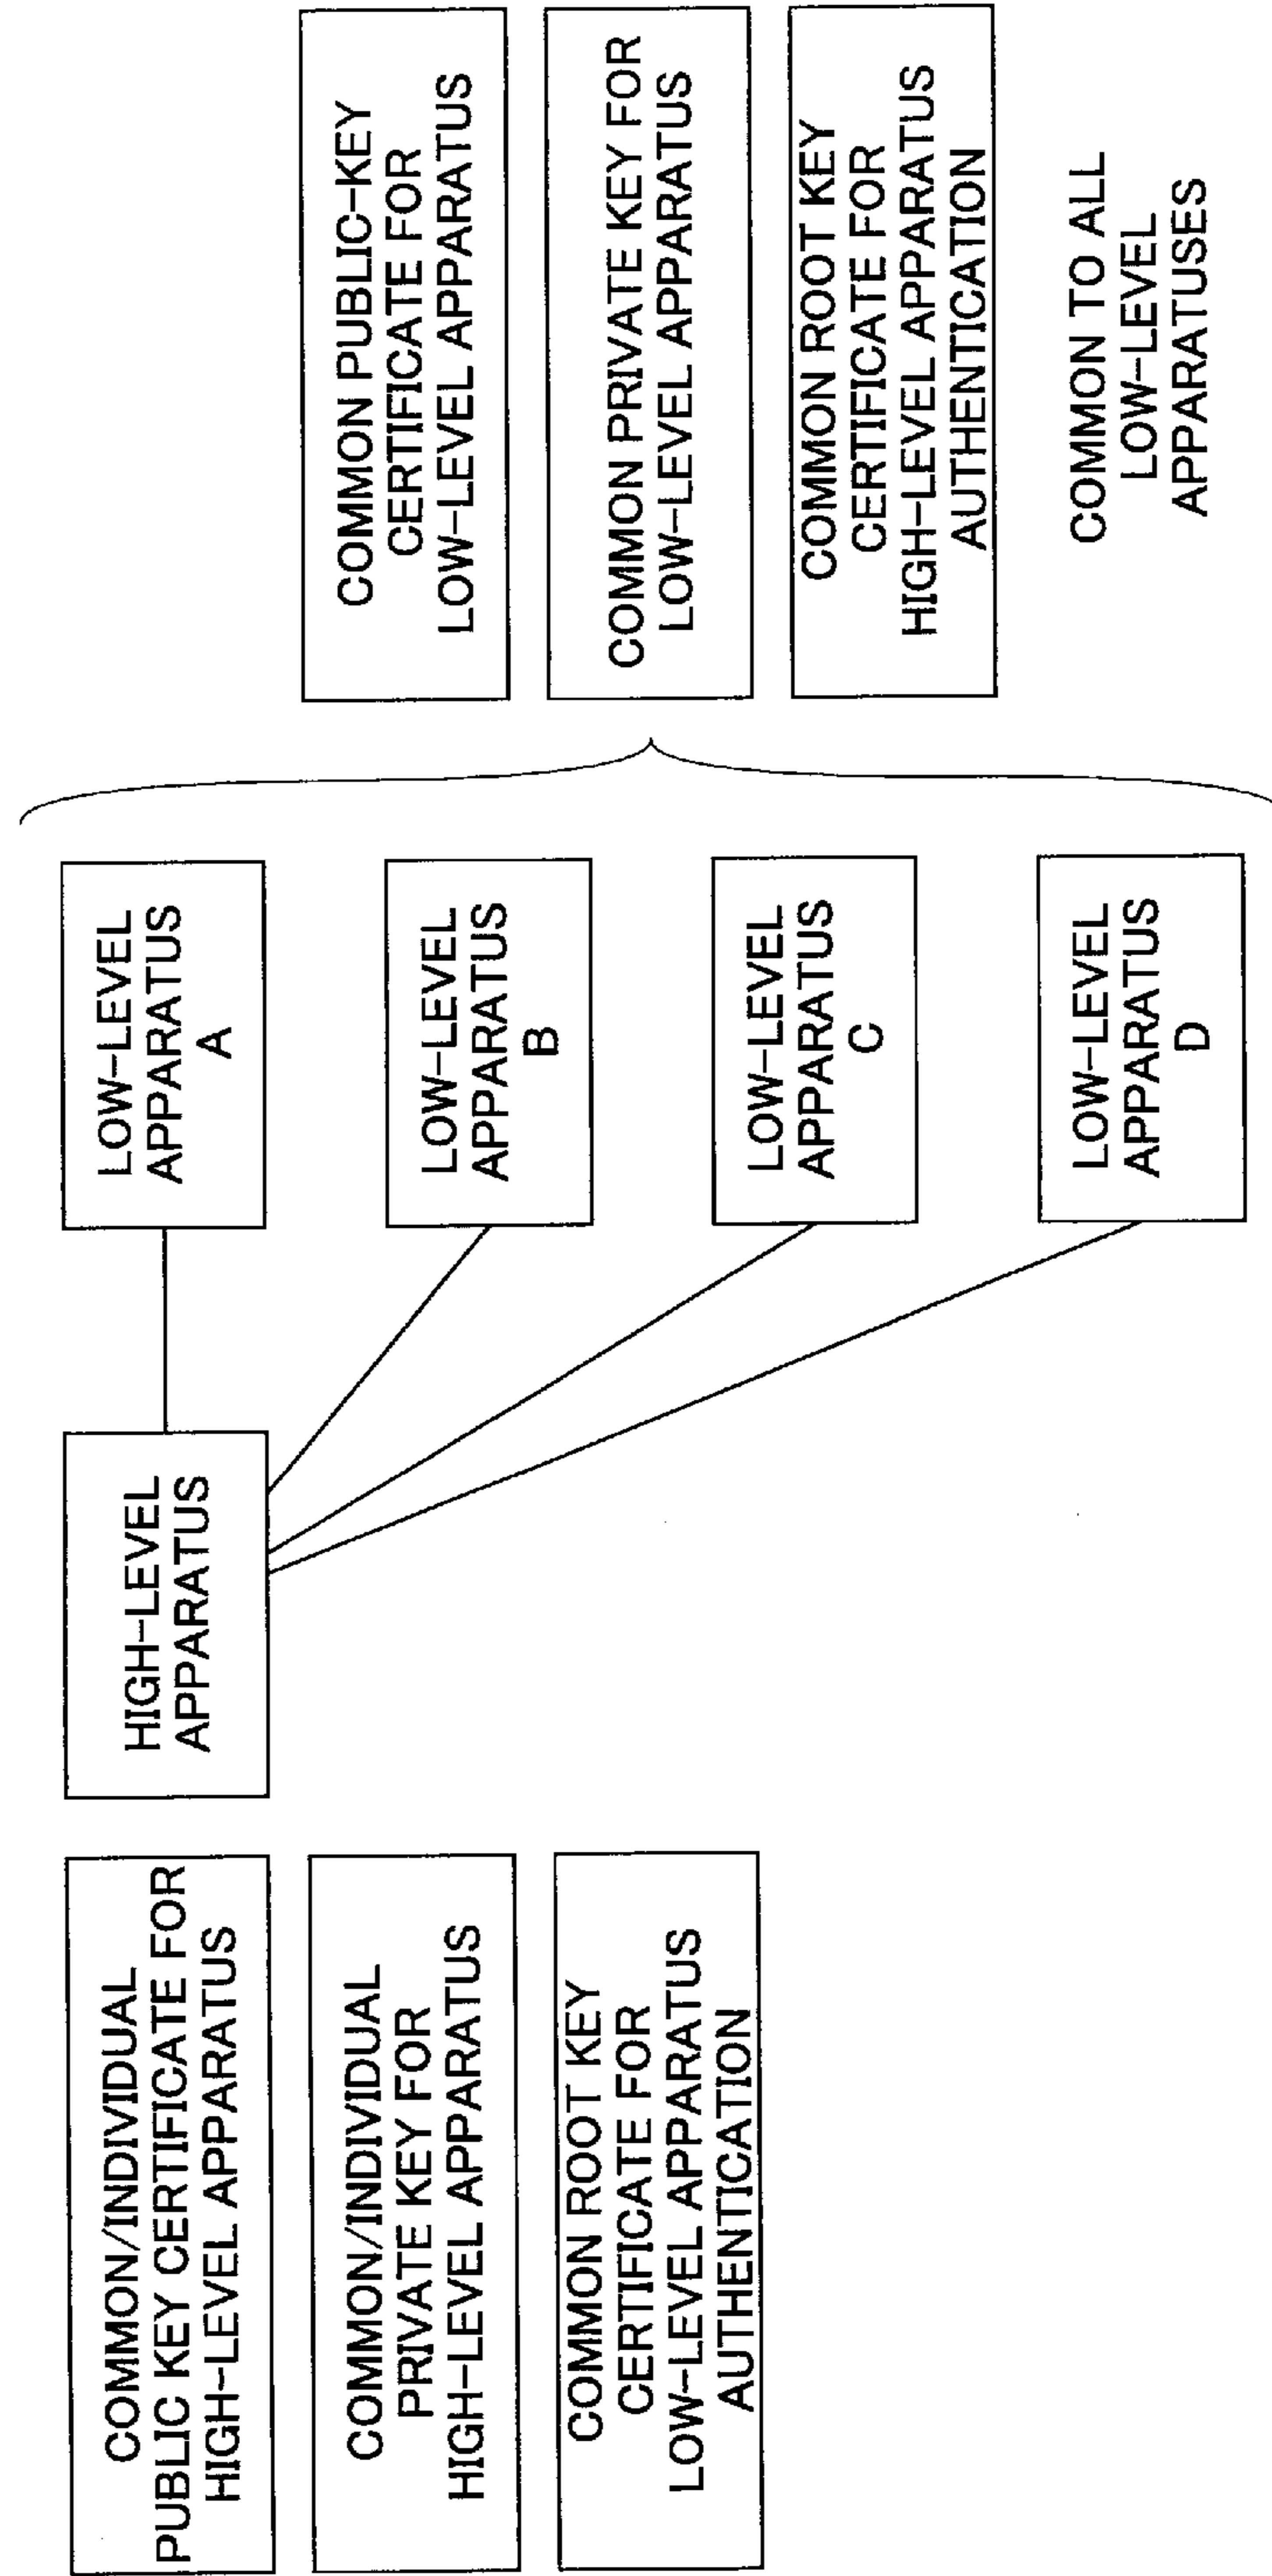 COMMON/INDIVIDUAL
PUBLIC KEY CERTIFICATE FOR
HIGH-LEVEL APPARATUS
COMMON/INDIVIDUAL
PRIVATE KEY FOR
HIGH-LEVEL APPARATUS
COMMON ROOT KEY
CERTIFICATE FOR
LOW-LEVEL APPARATUS
AUTHENTICATION
HIGH-LEVEL
APPARATUS
LOW-LEVEL
APPARATUS
A
LOW-LEVEL
APPARATUS
B
LOW-LEVEL
APPARATUS
C
LOW-LEVEL
APPARATUS
D
COMMON PUBLIC-KEY
CERTIFICATE FOR
LOW-LEVEL APPARATUS
COMMON PRIVATE KEY FOR
LOW-LEVEL APPARATUS
COMMON ROOT KEY
CERTIFICATE FOR
HIGH-LEVEL APPARATUS
AUTHENTICATION
COMMON TO ALL
LOW-LEVEL
APPARATUSES